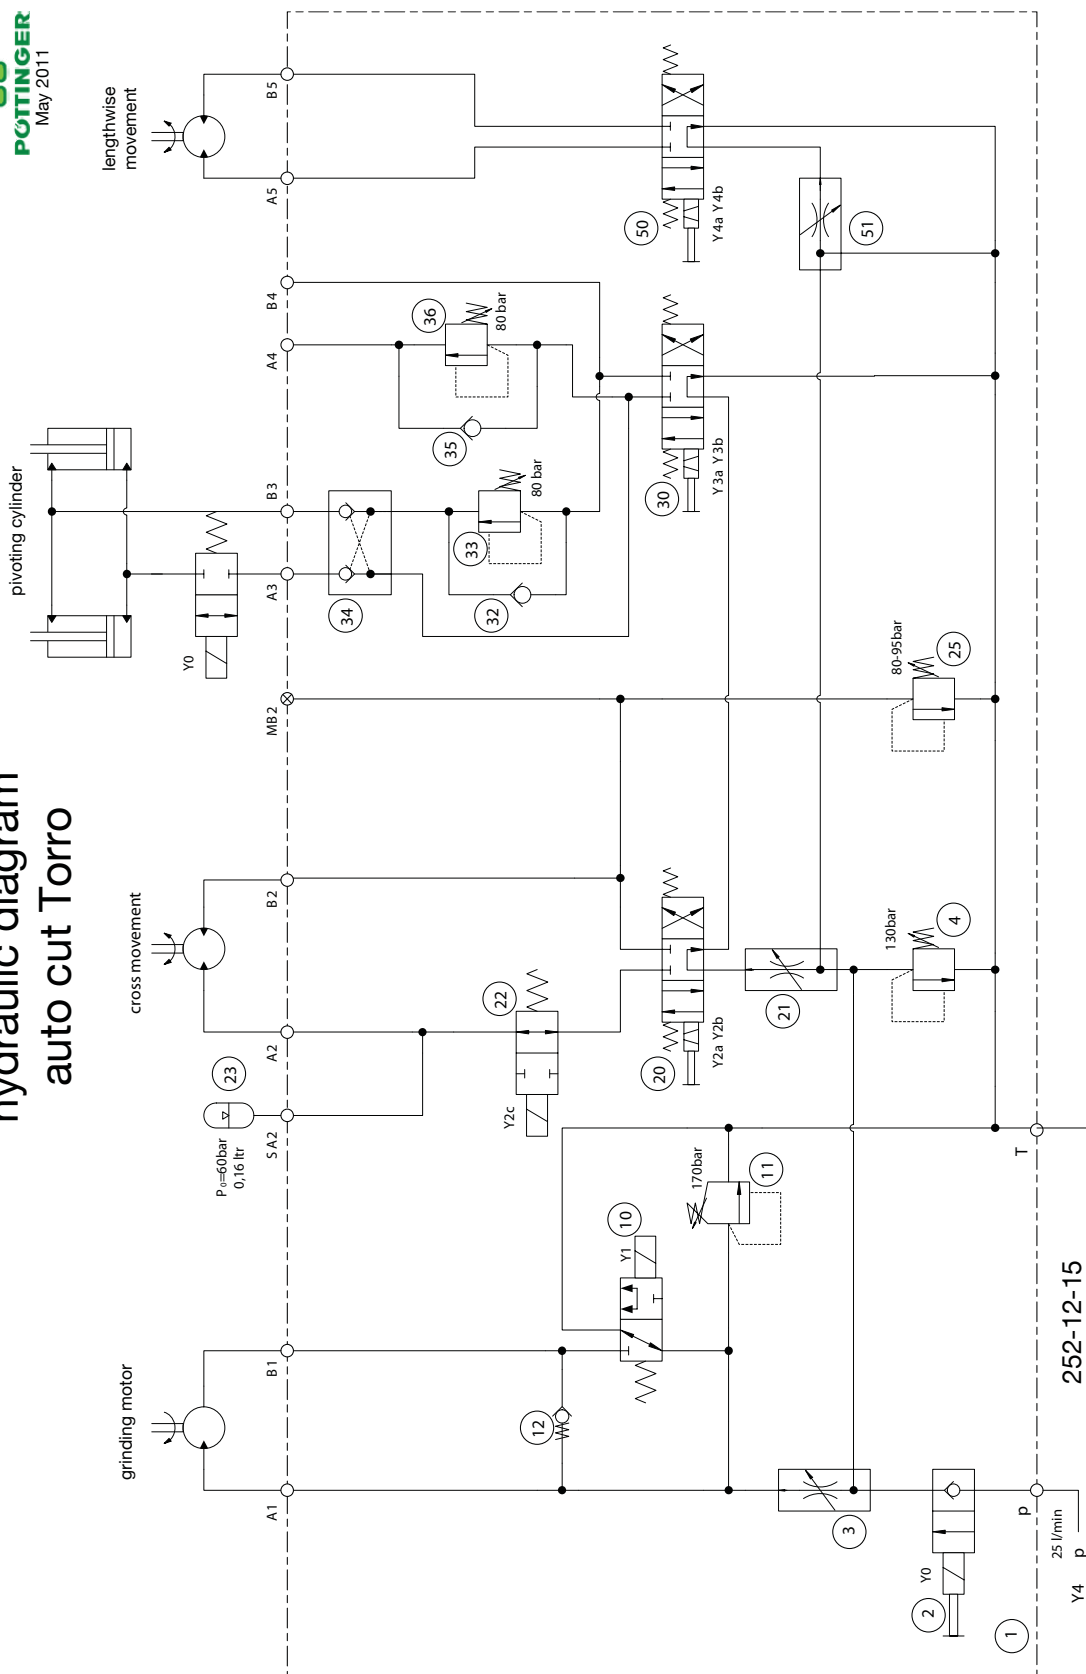 hydraulic diagram
auto cut Torro
PÖTTINGER
May 2011
grinding motor
cross movement
pivoting cylinder
lengthwise
movement
P₀=60bar
0,16 ltr
23
A1
B1
S A2
A2
B2
MB2
A3
B3
A4
B4
A5
B5
Y0
12
Y1
10
170bar
11
Y2c
22
20
Y2a Y2b
21
34
32
33
80 bar
35
36
80 bar
30
Y3a Y3b
50
Y4a Y4b
51
130bar
4
80-95bar
25
3
2
Y0
1
p
T
25 l/min
Y4 p
252-12-15